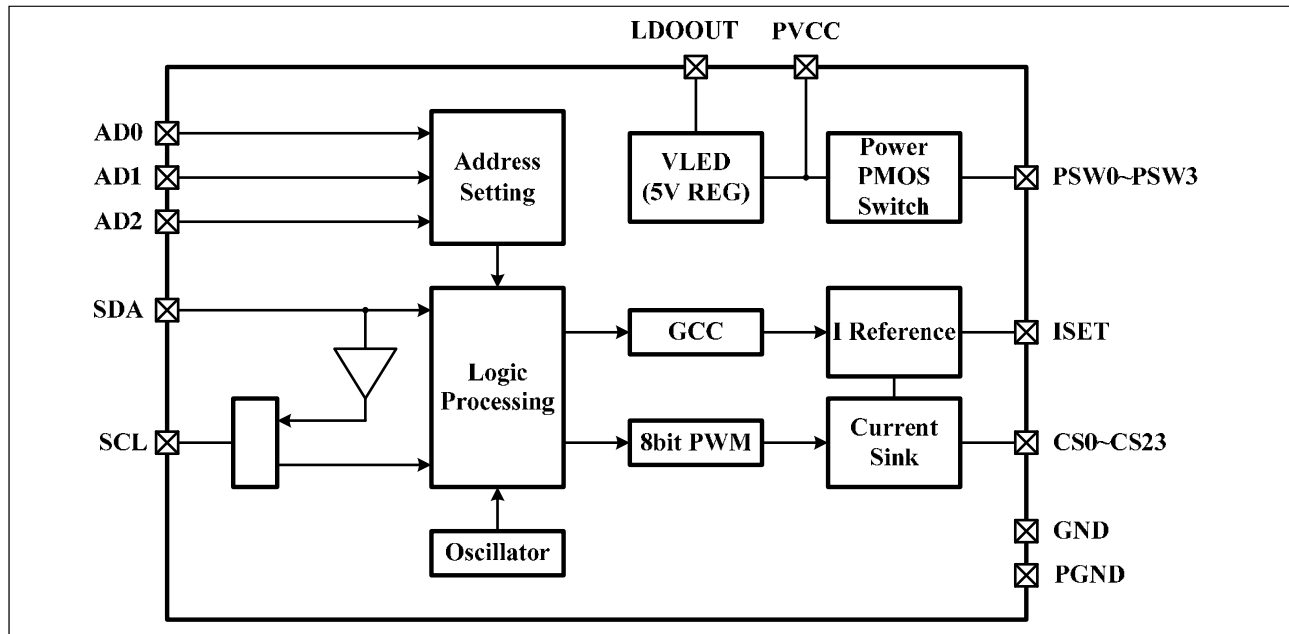 LDOOUT
PVCC
AD0
AD1
AD2
Address
Setting
VLED
(5V REG)
Power
PMOS
Switch
PSW0~PSW3
SDA
SCL
Logic
Processing
GCC
I Reference
ISET
8bit PWM
Current
Sink
CS0~CS23
Oscillator
GND
PGND